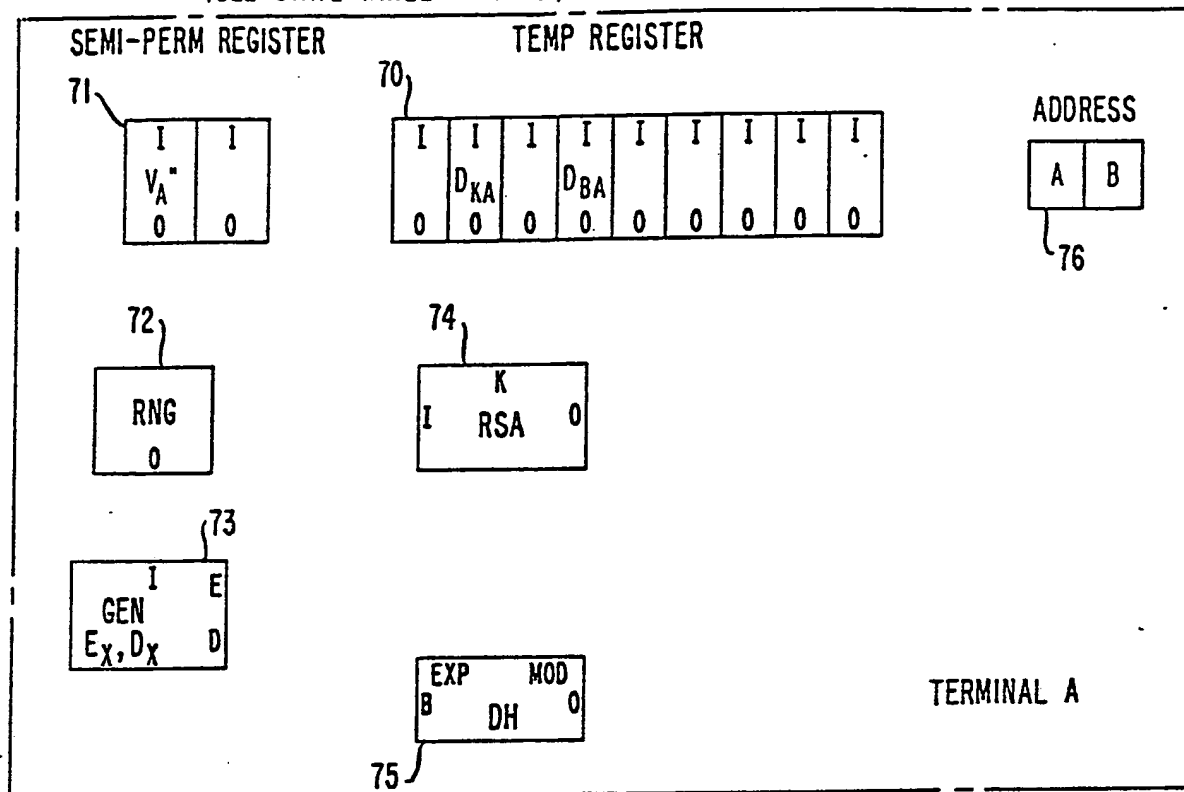 SEMI-PERM REGISTER TEMP REGISTER
71 70
ADDRESS
I I I I 1 I I I I I I
V_A" D_KA D_BA A B
0 0 0 0 0 0 0 0 0 0 0
76
72 74
RNG K
I RSA 0
0
73
I E
GEN
E_X, D_X D
EXP MOD
B DH 0
TERMINAL A
75